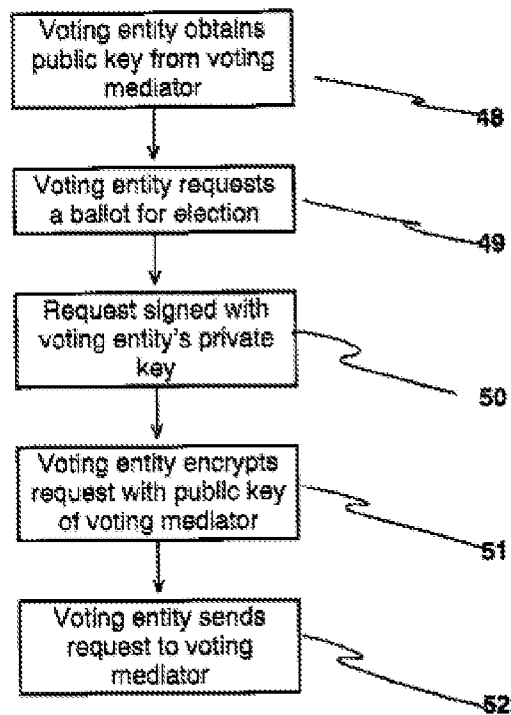 Voting entity obtains
public key from voting
mediator
48
Voting entity requests
a ballot for election
49
Request signed with
voting entity's private
key
50
Voting entity encrypts
request with public key
of voting mediator
51
Voting entity sends
request to voting
mediator
52